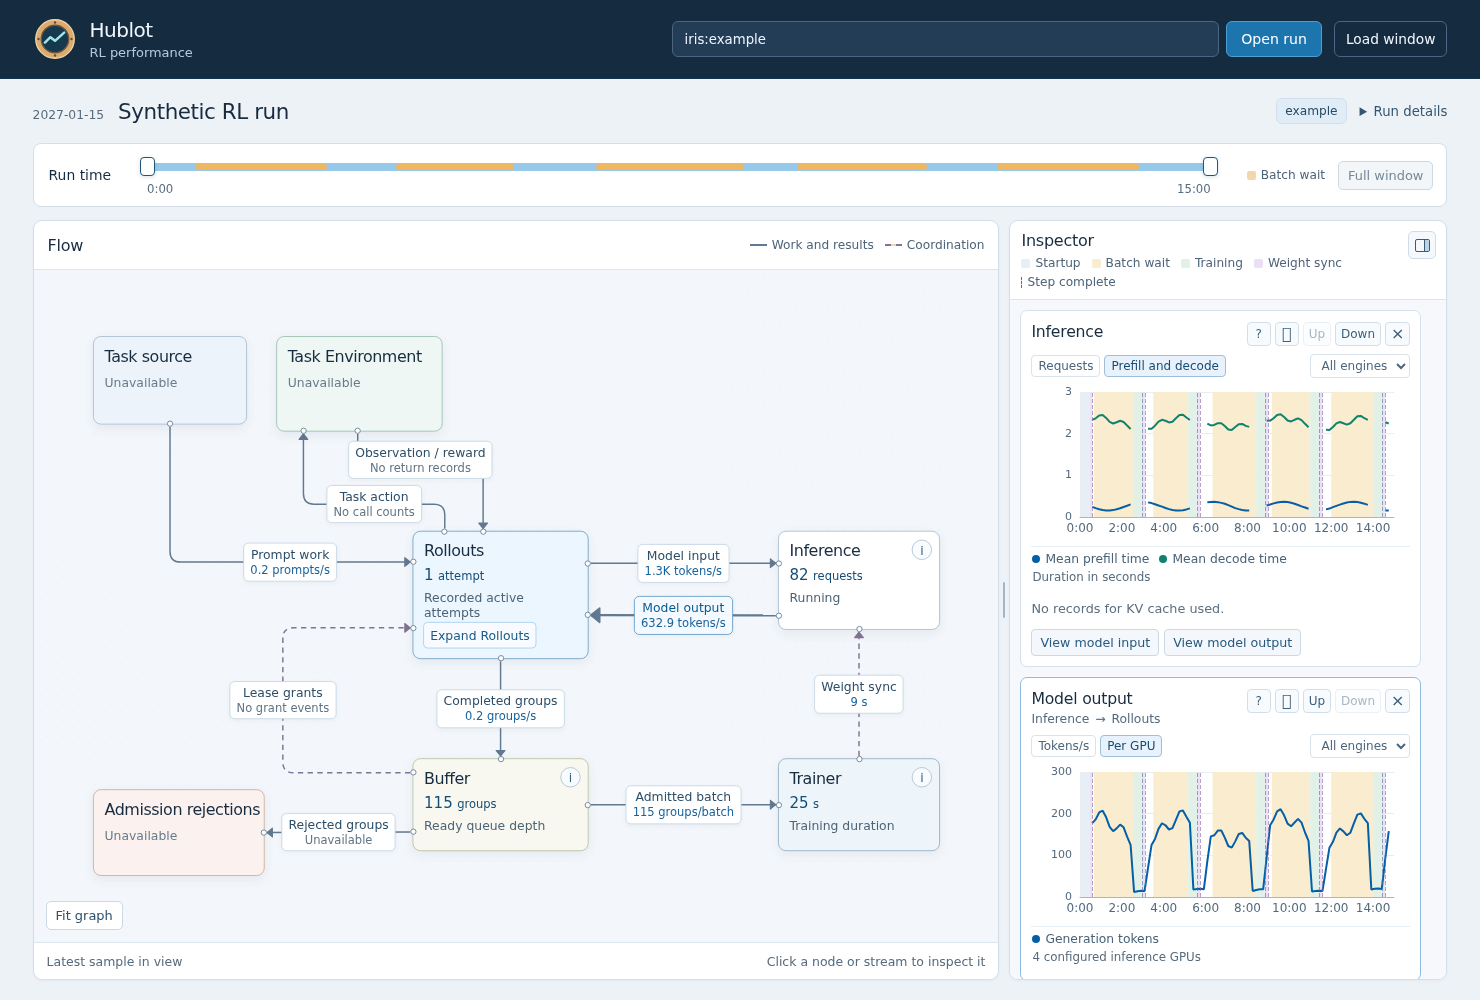 Hublot
RL performance
iris:example
Open run
Load window
2027-01-15
Synthetic RL run
example
Run details
Run time
0:00
15:00
Batch wait
Full window
Flow
Work and results
Coordination
Task source
Unavailable
Task Environment
Unavailable
Observation / reward
No return records
Task action
No call counts
Prompt work
0.2 prompts/s
Rollouts
1 attempt
Recorded active
attempts
Expand Rollouts
Model input
1.3K tokens/s
Model output
632.9 tokens/s
Inference
i
82 requests
Running
Lease grants
No grant events
Completed groups
0.2 groups/s
Weight sync
9 s
Buffer
i
115 groups
Ready queue depth
Admitted batch
115 groups/batch
Trainer
i
25 s
Training duration
Admission rejections
Unavailable
Rejected groups
Unavailable
Fit graph
Latest sample in view
Click a node or stream to inspect it
Inspector
Startup
Batch wait
Training
Weight sync
Step complete
Inference
?
Up
Down
×
Requests
Prefill and decode
All engines
3
2
1
0
0:00 2:00 4:00 6:00 8:00 10:00 12:00 14:00
Mean prefill time
Mean decode time
Duration in seconds
No records for KV cache used.
View model input
View model output
Model output
?
Up
Down
×
Inference → Rollouts
Tokens/s
Per GPU
All engines
300
200
100
0
0:00 2:00 4:00 6:00 8:00 10:00 12:00 14:00
Generation tokens
4 configured inference GPUs